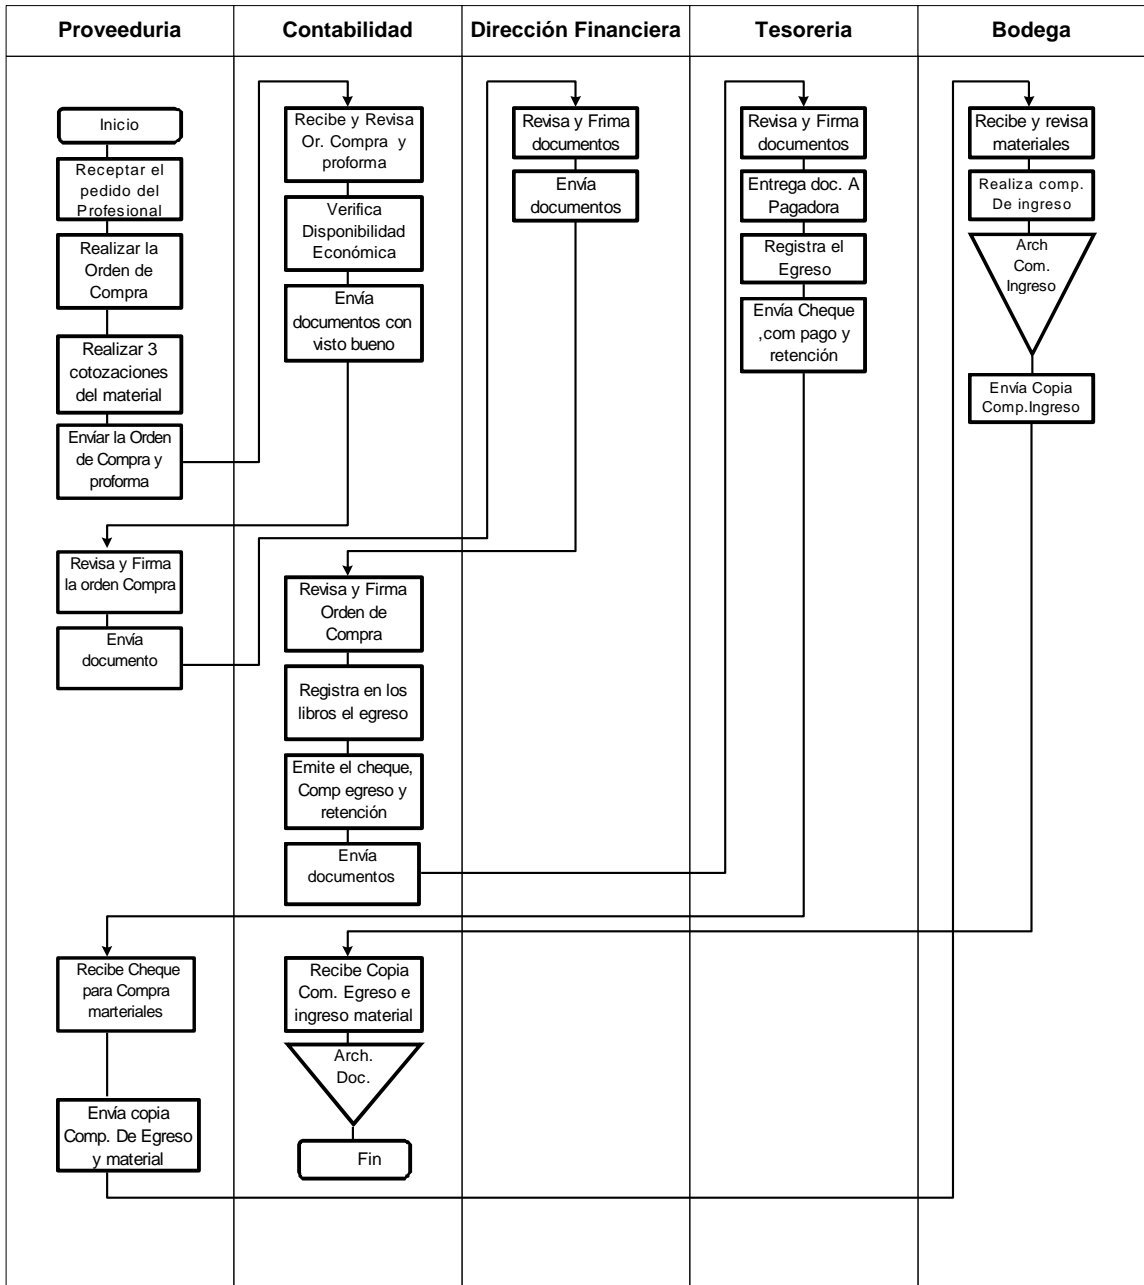 Proveeduria
Contabilidad
Dirección Financiera
Tesoreria
Bodega
Inicio
Receptar el
pedido del
Profesional
Realizar la
Orden de
Compra
Realizar 3
cotozaciones
del material
Envíar la Orden
de Compra y
proforma
Recibe y Revisa
Or. Compra y
proforma
Verifica
Disponibilidad
Económica
Envía
documentos con
visto bueno
Revisa y Firma
la orden Compra
Envía
documento
Revisa y Frima
documentos
Envía
documentos
Revisa y Firma
Orden de
Compra
Registra en los
libros el egreso
Emite el cheque,
Comp egreso y
retención
Envía
documentos
Revisa y Firma
documentos
Entrega doc. A
Pagadora
Registra el
Egreso
Envía Cheque
,com pago y
retención
Recibe Cheque
para Compra
marteriales
Envía copia
Comp. De Egreso
y material
Recibe y revisa
materiales
Realiza comp.
De ingreso
Arch
Com.
Ingreso
Envía Copia
Comp.Ingreso
Recibe Copia
Com. Egreso e
ingreso material
Arch.
Doc.
Fin